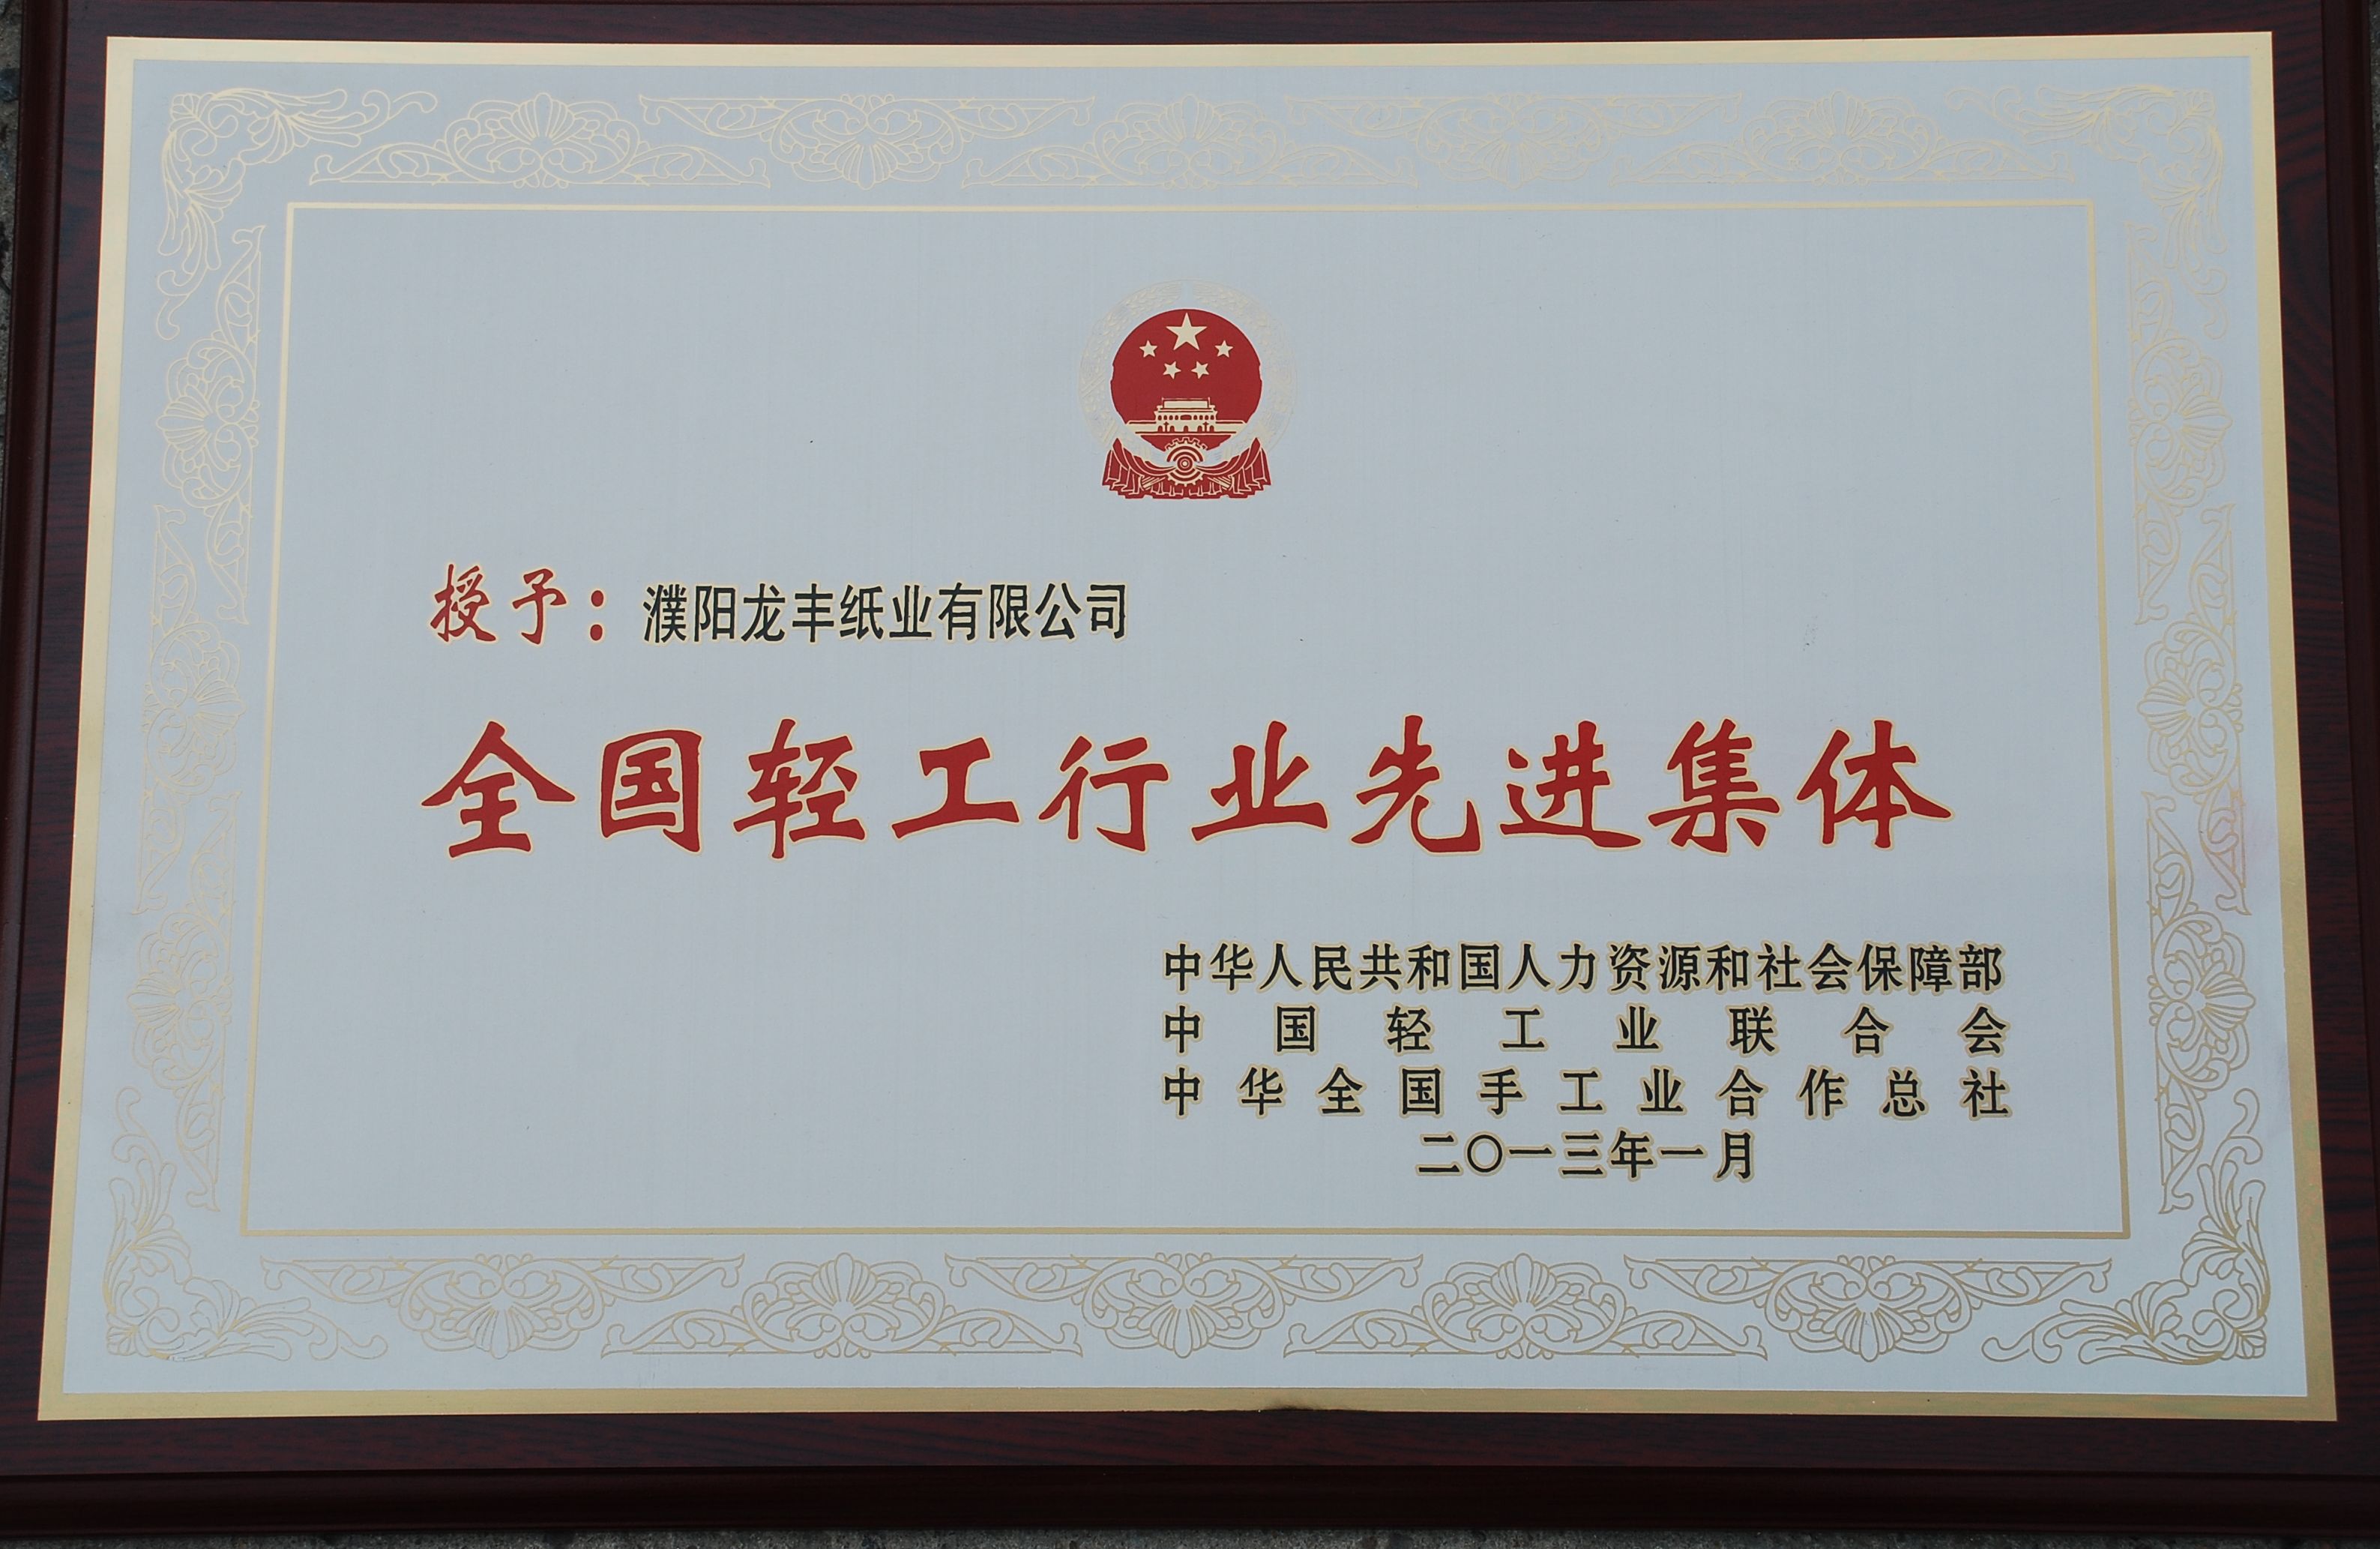 授予：濮阳龙丰纸业有限公司
全国轻工行业先进集体
中华人民共和国人力资源和社会保障部
中国轻工业联合会
中华全国手工业合作总社
二〇一三年一月